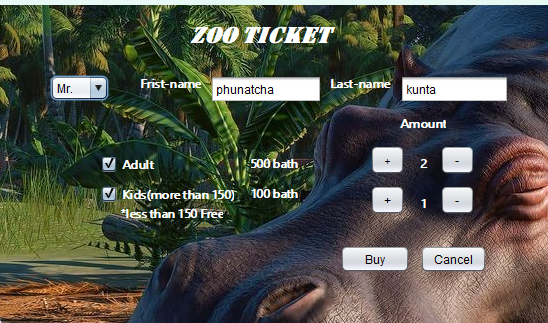 ZOO TICKET
Mr. Frist-name phunatcha Last-name kunta
Amount
Adult 500 bath + 2 -
Kids(more than 150) 100 bath + 1 -
*less than 150 Free
Buy Cancel